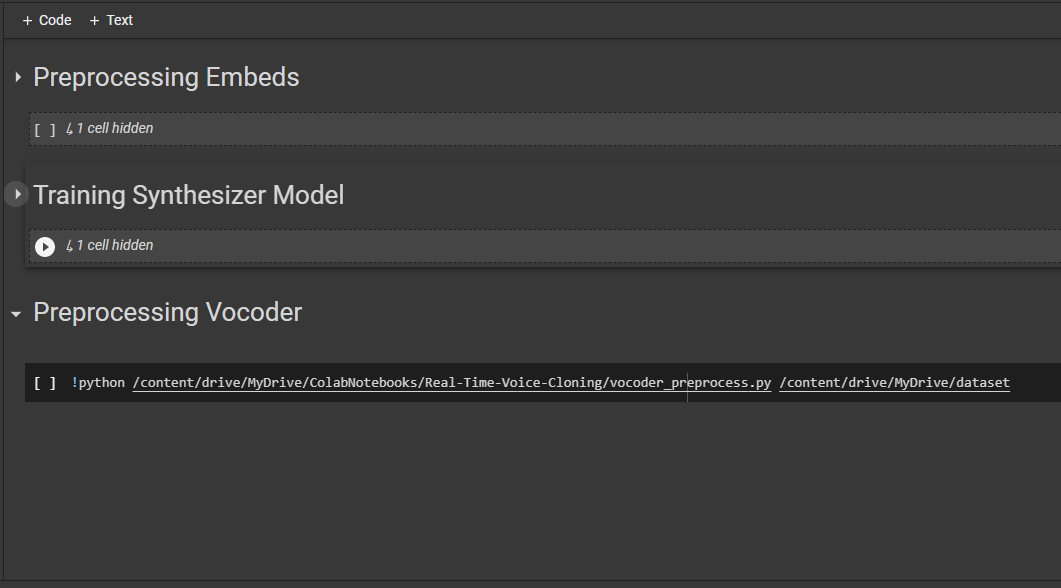 + Code + Text
Preprocessing Embeds
[ ] ↳ 1 cell hidden
Training Synthesizer Model
↳ 1 cell hidden
Preprocessing Vocoder
[ ] !python /content/drive/MyDrive/ColabNotebooks/Real-Time-Voice-Cloning/vocoder_preprocess.py /content/drive/MyDrive/dataset